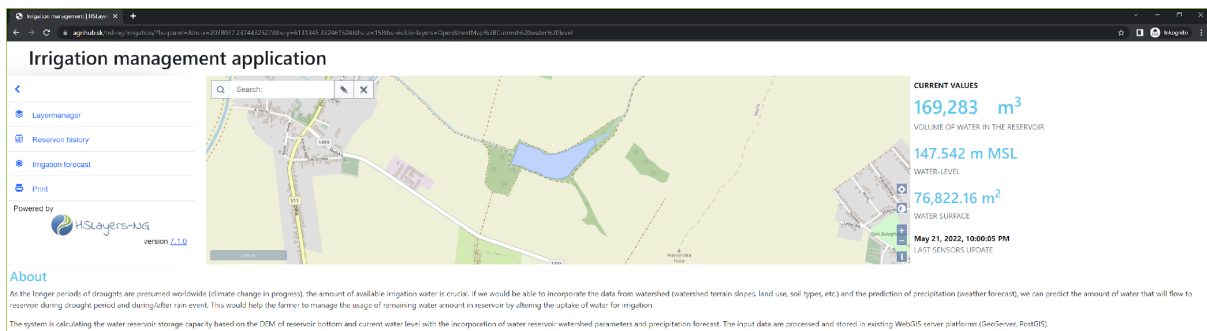 Irrigation management | HSLayer
Inkognito
Irrigation management application
Search:
Layermanager
Reservoir history
Irrigation forecast
Print
Powered by
HSLayers-NG
version 7.1.0
1493
511
CURRENT VALUES
169,283 m³
VOLUME OF WATER IN THE RESERVOIR
147.542 m MSL
WATER-LEVEL
76,822.16 m²
WATER SURFACE
May 21, 2022, 10:00:05 PM
LAST SENSORS UPDATE
About
As the longer periods of droughts are presumed worldwide (climate change in progress), the amount of available irrigation water is crucial. If we would be able to incorporate the data from watershed (watershed terrain slopes, land use, soil types, etc.) and the prediction of precipitation (weather forecast), we can predict the amount of water that will flow to
reservoir during drought period and during/after rain event. This would help the farmer to manage the usage of remaining water amount in reservoir by altering the uptake of water for irrigation.
The system is calculating the water reservoir storage capacity based on the DEM of reservoir bottom and current water level with the incorporation of water reservoir watershed parameters and precipitation forecast. The input data are processed and stored in existing WebGIS server platforms (GeoServer, PostGIS).